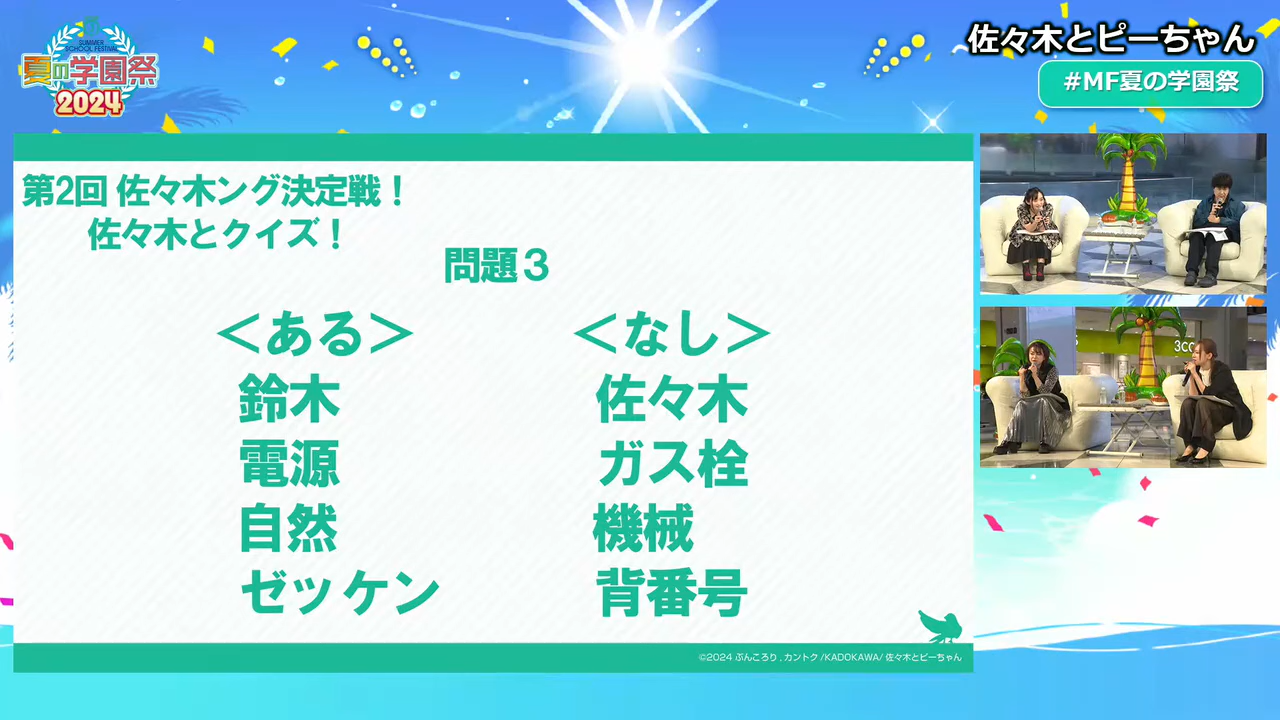 SUMMER
SCHOOL FESTIVAL
夏の学園祭
2024
佐々木とピーちゃん
#MF夏の学園祭
第2回 佐々木ング決定戦！
佐々木とクイズ！
問題３
＜ある＞ ＜なし＞
鈴木 佐々木
電源 ガス栓
自然 機械
ゼッケン 背番号
3co
©2024 ぶんころり , カントク /KADOKAWA/ 佐々木とピーちゃん